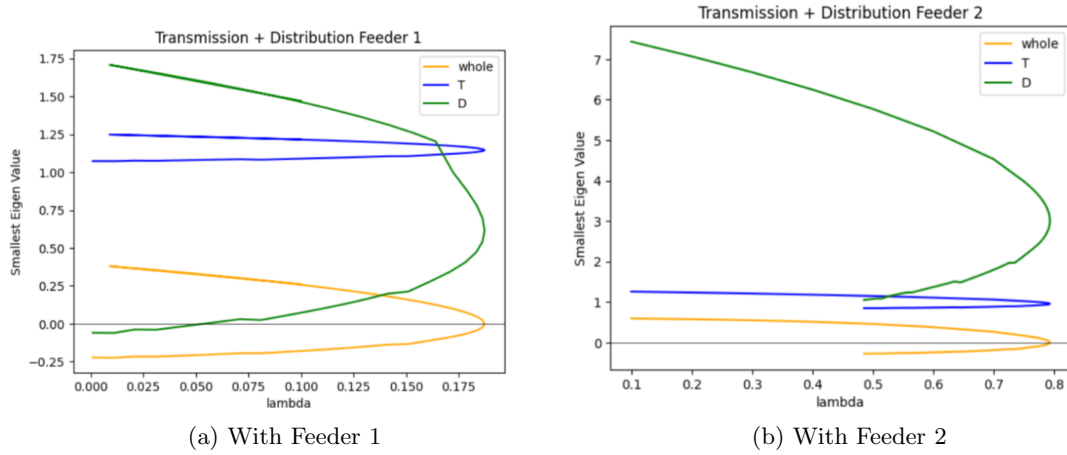 Transmission + Distribution Feeder 1
whole
T
D
Smallest Eigen Value
1.75
1.50
1.25
1.00
0.75
0.50
0.25
0.00
−0.25
0.000 0.025 0.050 0.075 0.100 0.125 0.150 0.175
lambda
(a) With Feeder 1
Transmission + Distribution Feeder 2
whole
T
D
Smallest Eigen Value
7
6
5
4
3
2
1
0
0.1 0.2 0.3 0.4 0.5 0.6 0.7 0.8
lambda
(b) With Feeder 2